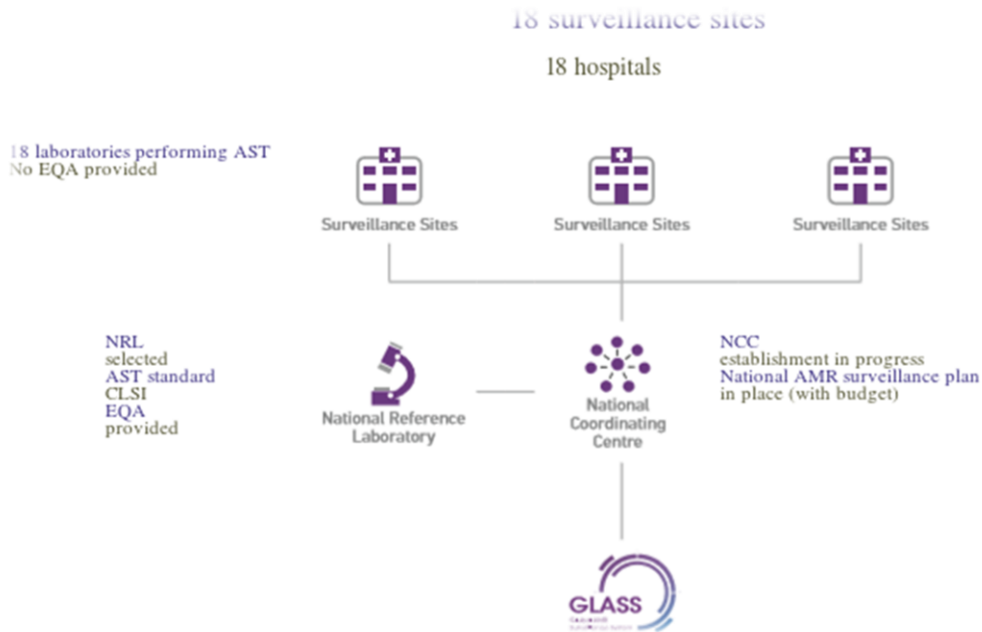 18 surveillance sites
18 hospitals
18 laboratories performing AST
No EQA provided
Surveillance Sites
Surveillance Sites
Surveillance Sites
NRL
selected
AST standard
CLSI
EQA
provided
National Reference
Laboratory
National
Coordinating
Centre
NCC
establishment in progress
National AMR surveillance plan
in place (with budget)
GLASS